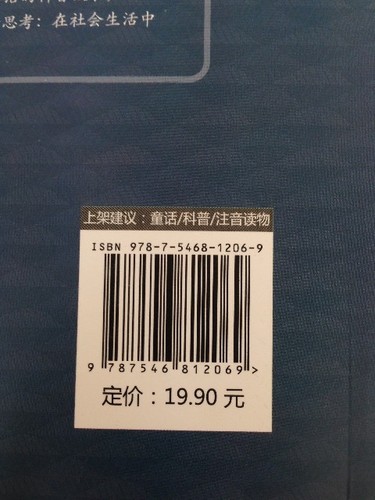 思考：在社会生活中
上架建议：童话/科普/注音读物
ISBN 978-7-5468-1206-9
9 787546 812069>
定价：19.90 元